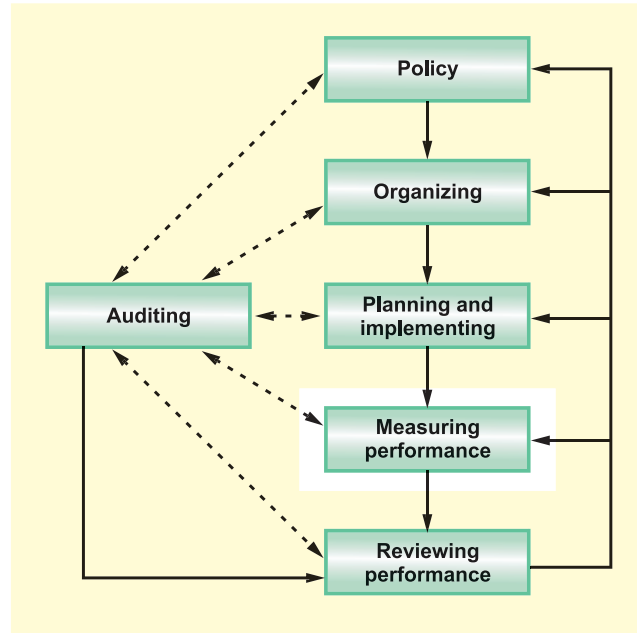 Policy
Organizing
Auditing
Planning and
implementing
Measuring
performance
Reviewing
performance